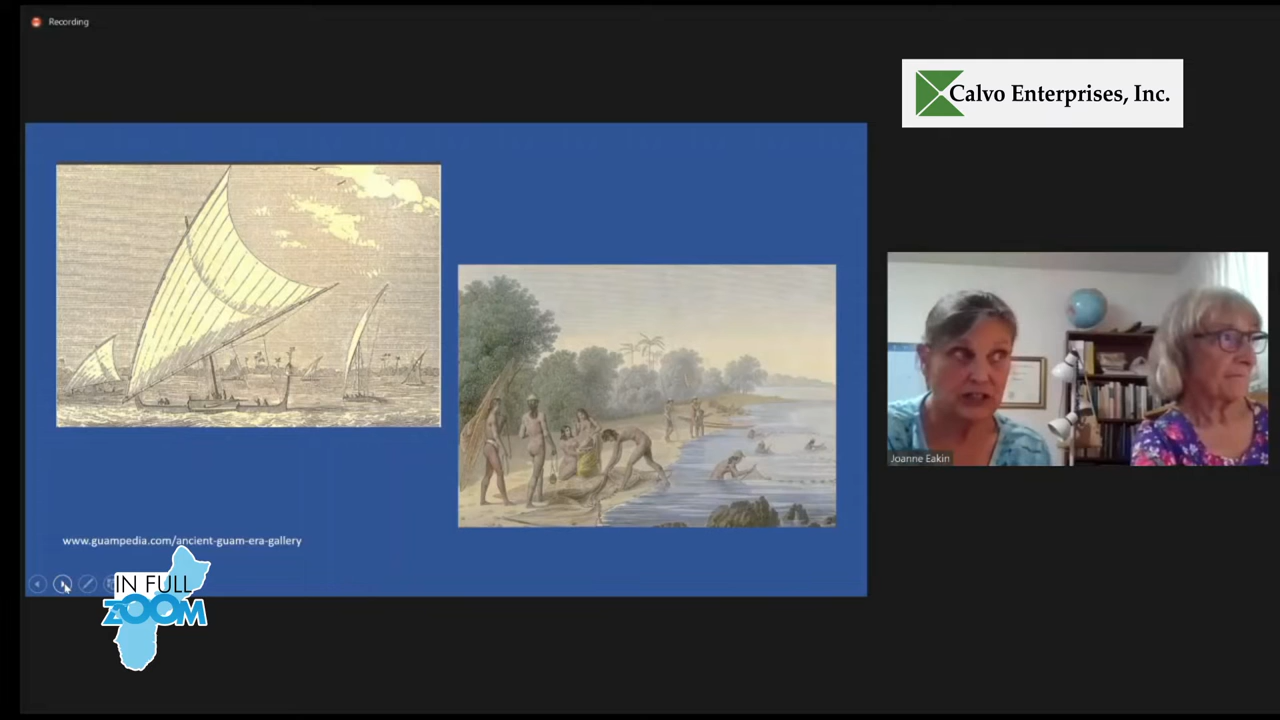 Recording
Calvo Enterprises, Inc.
Joanne Eakin
www.guampedia.com/ancient-guam-era-gallery
IN FULL
ZOOM